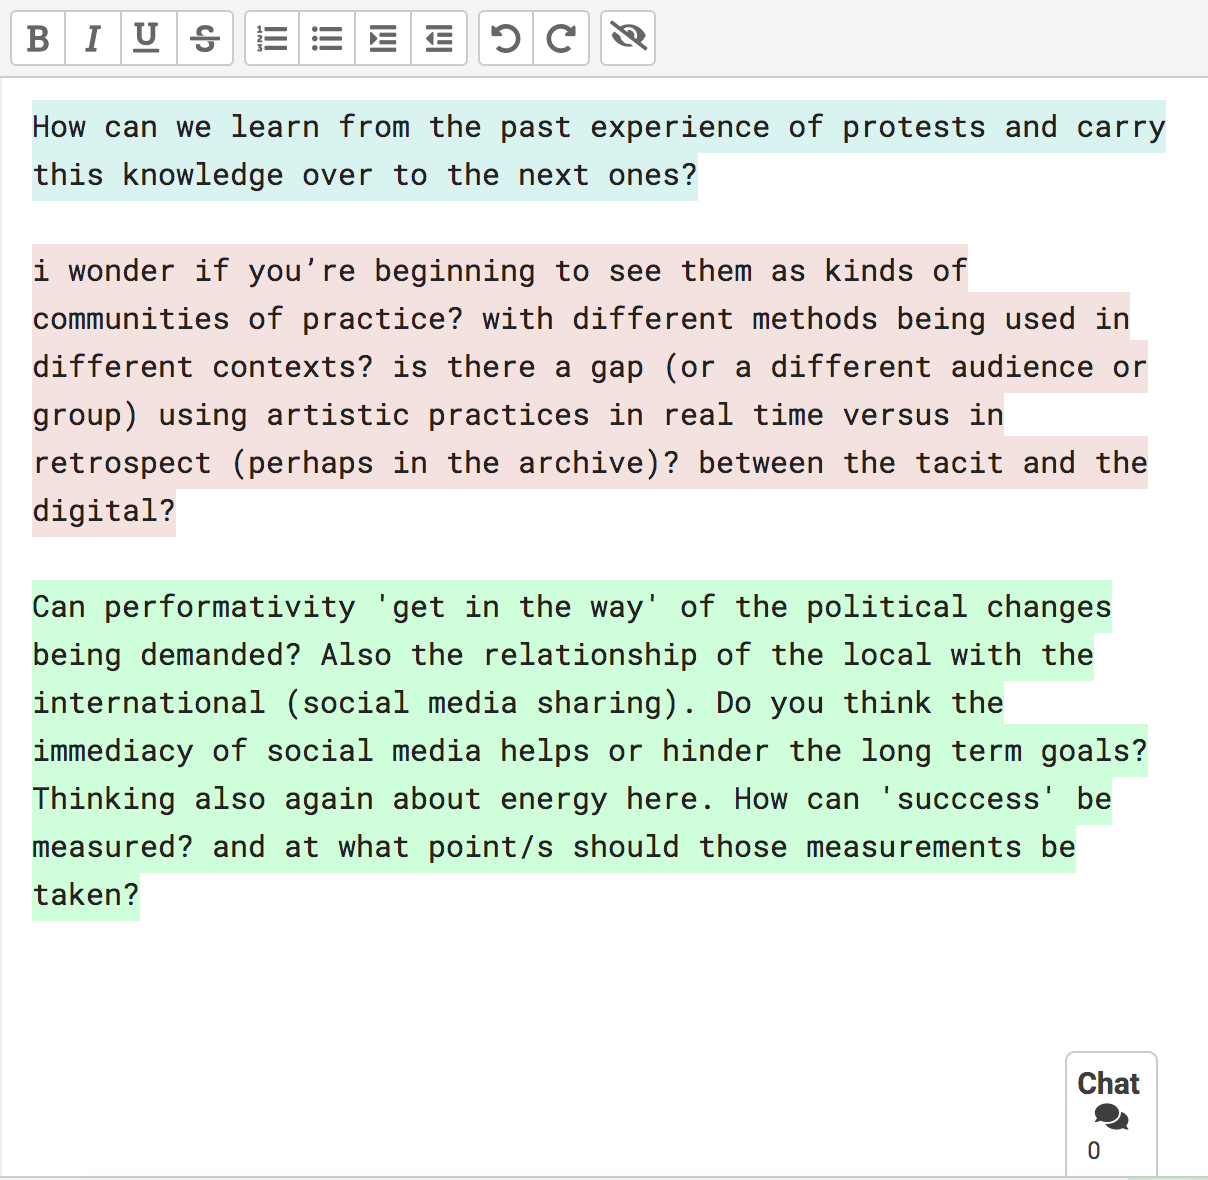 B I U S
How can we learn from the past experience of protests and carry
this knowledge over to the next ones?
i wonder if you’re beginning to see them as kinds of
communities of practice? with different methods being used in
different contexts? is there a gap (or a different audience or
group) using artistic practices in real time versus in
retrospect (perhaps in the archive)? between the tacit and the
digital?
Can performativity 'get in the way' of the political changes
being demanded? Also the relationship of the local with the
international (social media sharing). Do you think the
immediacy of social media helps or hinder the long term goals?
Thinking also again about energy here. How can 'succcess' be
measured? and at what point/s should those measurements be
taken?
Chat
0